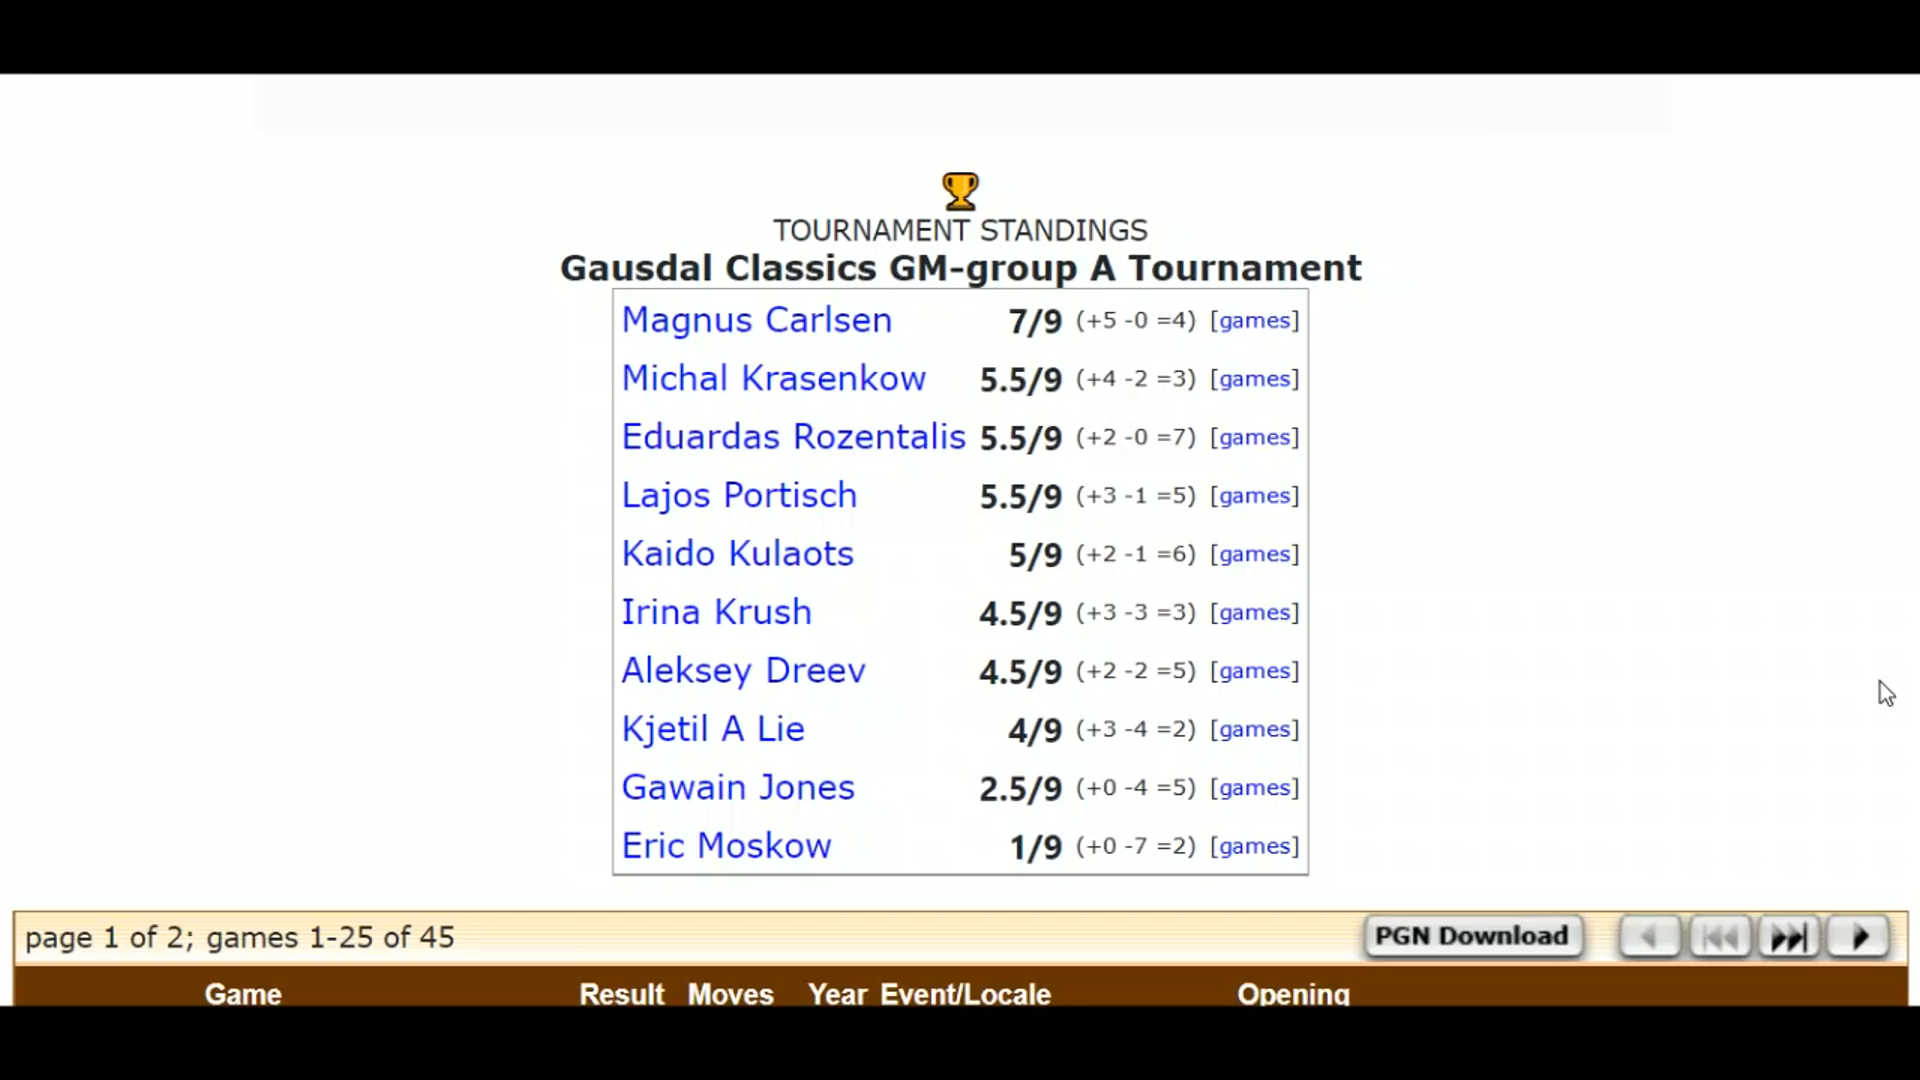 TOURNAMENT STANDINGS
Gausdal Classics GM-group A Tournament
Magnus Carlsen 7/9 (+5 -0 =4) [games]
Michal Krasenkow 5.5/9 (+4 -2 =3) [games]
Eduardas Rozentalis 5.5/9 (+2 -0 =7) [games]
Lajos Portisch 5.5/9 (+3 -1 =5) [games]
Kaido Kulaots 5/9 (+2 -1 =6) [games]
Irina Krush 4.5/9 (+3 -3 =3) [games]
Aleksey Dreev 4.5/9 (+2 -2 =5) [games]
Kjetil A Lie 4/9 (+3 -4 =2) [games]
Gawain Jones 2.5/9 (+0 -4 =5) [games]
Eric Moskow 1/9 (+0 -7 =2) [games]
page 1 of 2; games 1-25 of 45 PGN Download
Game Result Moves Year Event/Locale Opening